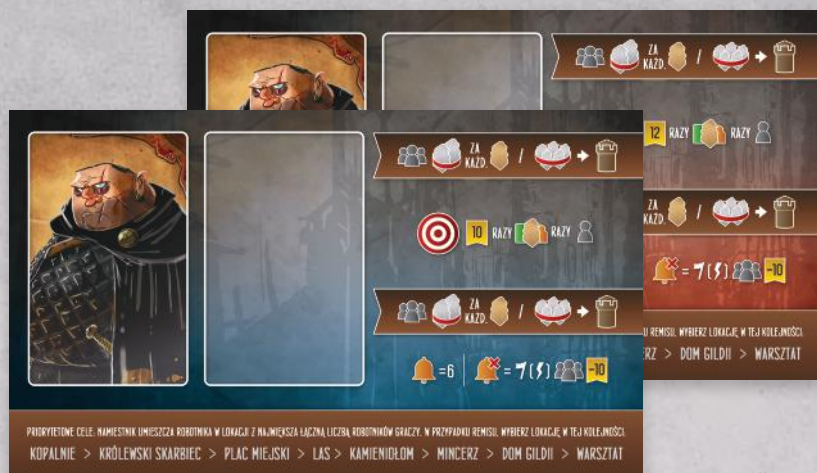 ZA
KAŻD.
/
12 RAZY RAZY
ZA
KAŻD.
/
= 7(5) -10
U REMISU, WYBIERZ LOKACJĘ W TEJ KOLEJNOŚCI.
RZ > DOM GILDII > WARSZTAT
ZA
KAŻD.
/
10 RAZY RAZY
ZA
KAŻD.
/
=6 = 7(5) -10
PRIORYTETOWE CELE: NAMIESTNIK UMIESZCZA ROBOTNIKA W LOKACJI Z NAJWIĘKSZĄ ŁĄCZNĄ LICZBĄ ROBOTNIKÓW GRACZY. W PRZYPADKU REMISU, WYBIERZ LOKACJĘ W TEJ KOLEJNOŚCI:
KOPALNIE > KRÓLEWSKI SKARBIEC > PLAC MIEJSKI > LAS > KAMIENIOŁOM > MINCERZ > DOM GILDII > WARSZTAT